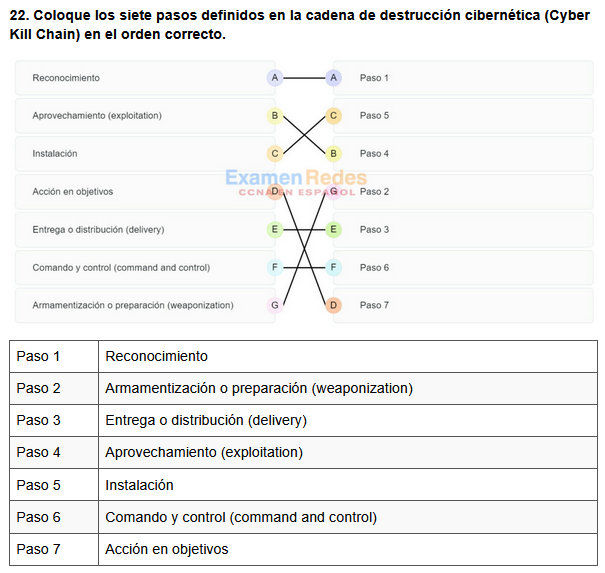 22. Coloque los siete pasos definidos en la cadena de destrucción cibernética (Cyber
Kill Chain) en el orden correcto.
Reconocimiento A A Paso 1
Aprovechamiento (exploitation) B C Paso 5
Instalación C B Paso 4
ExamenRedes
CCNA EN ESPAÑOL
Acción en objetivos D G Paso 2
Entrega o distribución (delivery) E E Paso 3
Comando y control (command and control) F F Paso 6
Armamentización o preparación (weaponization) G D Paso 7
Paso 1 Reconocimiento
Paso 2 Armamentización o preparación (weaponization)
Paso 3 Entrega o distribución (delivery)
Paso 4 Aprovechamiento (exploitation)
Paso 5 Instalación
Paso 6 Comando y control (command and control)
Paso 7 Acción en objetivos